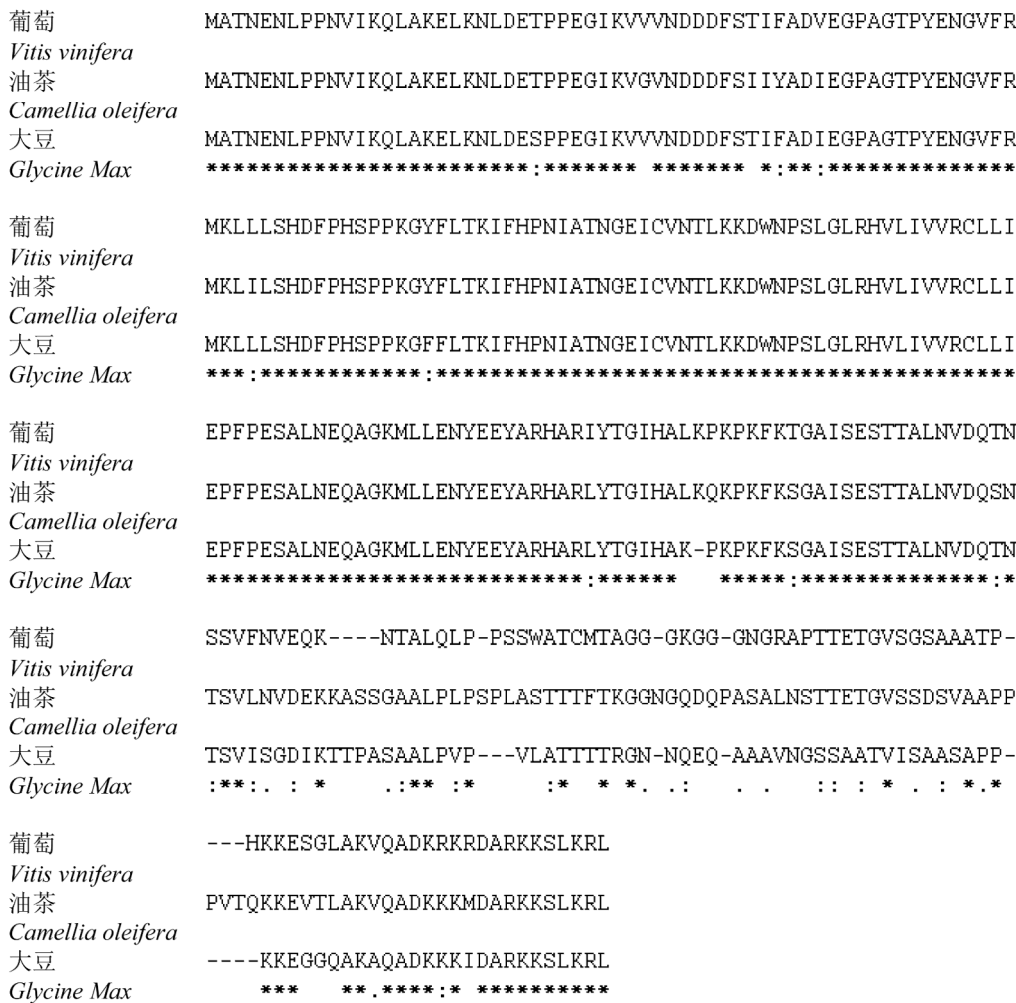 葡萄 MATNENLPPNVIKQLAKELKNLDETPPEGIKVVVNDDDFSTIFADVEGPAGTPYENGVFR
Vitis vinifera
油茶 MATNENLPPNVIKQLAKELKNLDETPPEGIKVGVNDDDFSIIYADIEGPAGTPYENGVFR
Camellia oleifera
大豆 MATNENLPPNVIKQLAKELKNLDESPPEGIKVVVNDDDFSTIFADIEGPAGTPYENGVFR
Glycine Max ************************:******* ******* *:**:**************
葡萄 MKLLLSHDFPHSPPKGYFLTKIFHPNIATNGEICVNTLKKDWNPSLGLRHVLIVVRCLLI
Vitis vinifera
油茶 MKLILSHDFPHSPPKGYFLTKIFHPNIATNGEICVNTLKKDWNPSLGLRHVLIVVRCLLI
Camellia oleifera
大豆 MKLLLSHDFPHSPPKGFFLTKIFHPNIATNGEICVNTLKKDWNPSLGLRHVLIVVRCLLI
Glycine Max ***:************:*******************************************
葡萄 EPFPESALNEQAGKMLLENYEEYARHARIYTGIHALKPKPKFKTGAISESTTALNVDQTN
Vitis vinifera
油茶 EPFPESALNEQAGKMLLENYEEYARHARLYTGIHALKQKPKFKSGAISESTTALNVDQSN
Camellia oleifera
大豆 EPFPESALNEQAGKMLLENYEEYARHARLYTGIHAK-PKPKFKSGAISESTTALNVDQTN
Glycine Max ****************************:******   *****:**************:*
葡萄 SSVFNVEQK----NTALQLP-PSSWATCMTAGG-GKGG-GNGRAPTTETGVSGSAAATP-
Vitis vinifera
油茶 TSVLNVDEKKASSGAALPLPSPLASTTTFTKGGNGQDQPASALNSTTETGVSSDSVAAPP
Camellia oleifera
大豆 TSVISGDIKTTPASAALPVP---VLATTTTRGN-NQEQ-AAAVNGSSAATVISAASAPP-
Glycine Max :**:. : *     .:** :*     :*  * *. .:   . .   :: : * . : *.*
葡萄 ---HKKESGLAKVQADKRKRDARKKSLKRL
Vitis vinifera
油茶 PVTQKKEVTLAKVQADKKKMDARKKSLKRL
Camellia oleifera
大豆 ----KKEGGQAKAQADKKKIDARKKSLKRL
Glycine Max ***   **.****:* **********